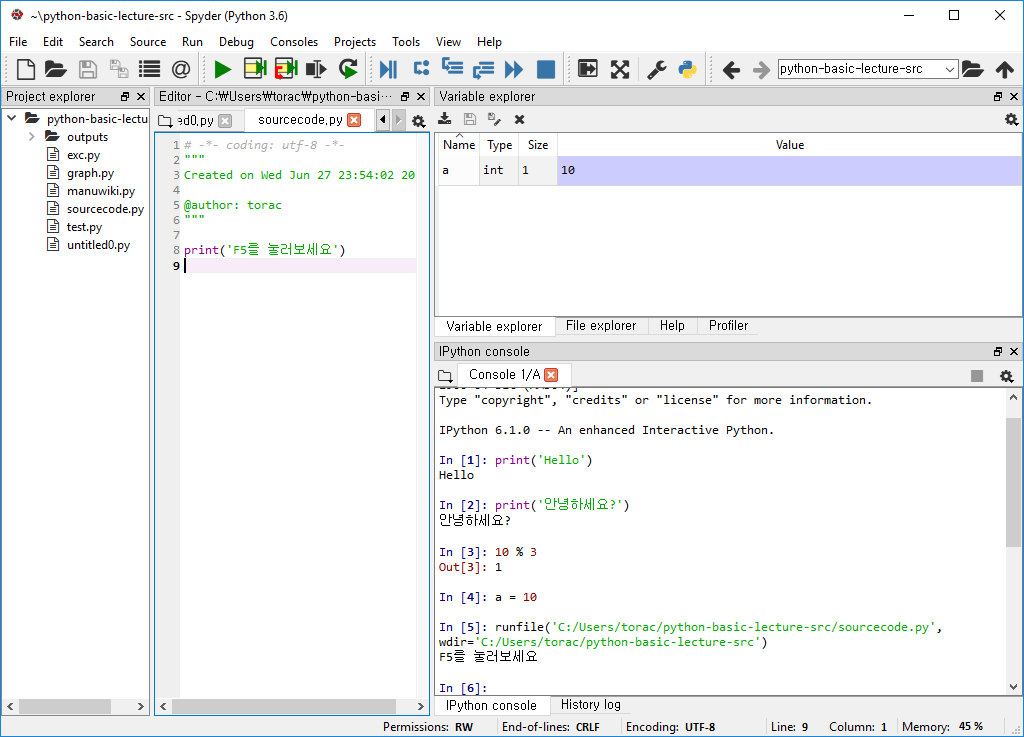 ~\python-basic-lecture-src - Spyder (Python 3.6)
File Edit Search Source Run Debug Consoles Projects Tools View Help
python-basic-lecture-src
Project explorer
python-basic-lectu
outputs
exc.py
graph.py
manuwiki.py
sourcecode.py
test.py
untitled0.py
Editor - C:₩Users₩torac₩python-basi···
ed0.py
sourcecode.py
1 # -*- coding: utf-8 -*-
2 """
3 Created on Wed Jun 27 23:54:02 20
4
5 @author: torac
6 """
7
8 print('F5를 눌러보세요')
9
Variable explorer
Name Type Size Value
a int 1 10
Variable explorer File explorer Help Profiler
IPython console
Console 1/A
Type "copyright", "credits" or "license" for more information.
IPython 6.1.0 -- An enhanced Interactive Python.
In [1]: print('Hello')
Hello
In [2]: print('안녕하세요?')
안녕하세요?
In [3]: 10 % 3
Out[3]: 1
In [4]: a = 10
In [5]: runfile('C:/Users/torac/python-basic-lecture-src/sourcecode.py',
wdir='C:/Users/torac/python-basic-lecture-src')
F5를 눌러보세요
In [6]:
IPython console History log
Permissions: RW End-of-lines: CRLF Encoding: UTF-8 Line: 9 Column: 1 Memory: 45 %